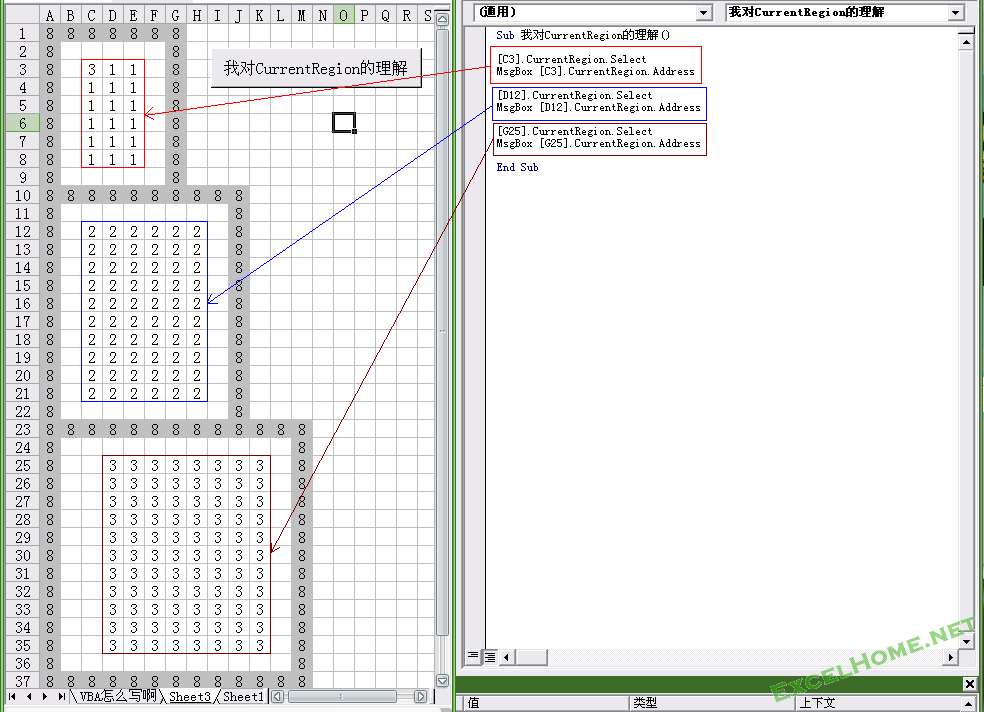 A B C D E F G H I J K L M N O P Q R S
1 8 8 8 8 8 8 8
2 8 8
3 8 3 1 1 8
4 8 1 1 1 8
5 8 1 1 1 8
6 8 1 1 1 8
7 8 1 1 1 8
8 8 1 1 1 8
9 8 8
10 8 8 8 8 8 8 8 8 8 8
11 8 8
12 8 2 2 2 2 2 2 8
13 8 2 2 2 2 2 2 8
14 8 2 2 2 2 2 2 8
15 8 2 2 2 2 2 2 8
16 8 2 2 2 2 2 2 8
17 8 2 2 2 2 2 2 8
18 8 2 2 2 2 2 2 8
19 8 2 2 2 2 2 2 8
20 8 2 2 2 2 2 2 8
21 8 2 2 2 2 2 2 8
22 8 8
23 8 8 8 8 8 8 8 8 8 8 8 8 8
24 8 8
25 8 3 3 3 3 3 3 3 3 8
26 8 3 3 3 3 3 3 3 3 8
27 8 3 3 3 3 3 3 3 3 8
28 8 3 3 3 3 3 3 3 3 8
29 8 3 3 3 3 3 3 3 3 8
30 8 3 3 3 3 3 3 3 3 8
31 8 3 3 3 3 3 3 3 3 8
32 8 3 3 3 3 3 3 3 3 8
33 8 3 3 3 3 3 3 3 3 8
34 8 3 3 3 3 3 3 3 3 8
35 8 3 3 3 3 3 3 3 3 8
36 8 8
37 8 8 8 8 8 8 8 8 8 8 8 8 8
我对CurrentRegion的理解
VBA怎么写啊 Sheet3 Sheet1
(通用) 我对CurrentRegion的理解
Sub 我对CurrentRegion的理解()
[C3].CurrentRegion.Select
MsgBox [C3].CurrentRegion.Address
[D12].CurrentRegion.Select
MsgBox [D12].CurrentRegion.Address
[G25].CurrentRegion.Select
MsgBox [G25].CurrentRegion.Address
End Sub
ExcelHome.net
值 类型 上下文